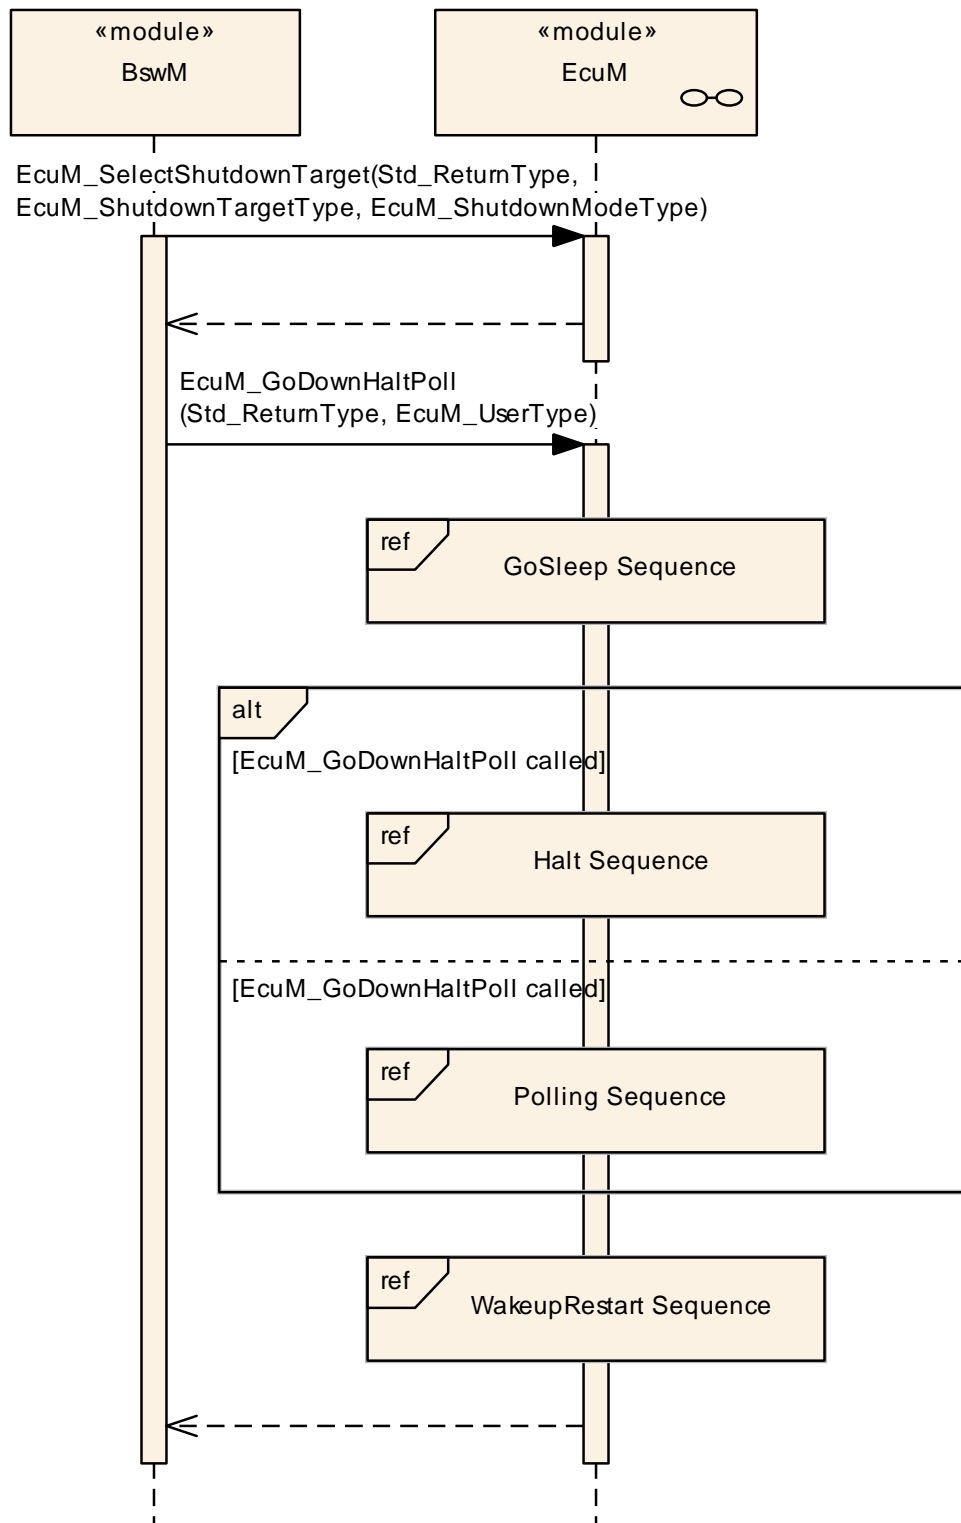 «module»
BswM
«module»
EcuM
EcuM_SelectShutdownTarget(Std_ReturnType,
EcuM_ShutdownTargetType, EcuM_ShutdownModeType)
EcuM_GoDownHaltPoll
(Std_ReturnType, EcuM_UserType)
ref
GoSleep Sequence
alt
[EcuM_GoDownHaltPoll called]
ref
Halt Sequence
[EcuM_GoDownHaltPoll called]
ref
Polling Sequence
ref
WakeupRestart Sequence